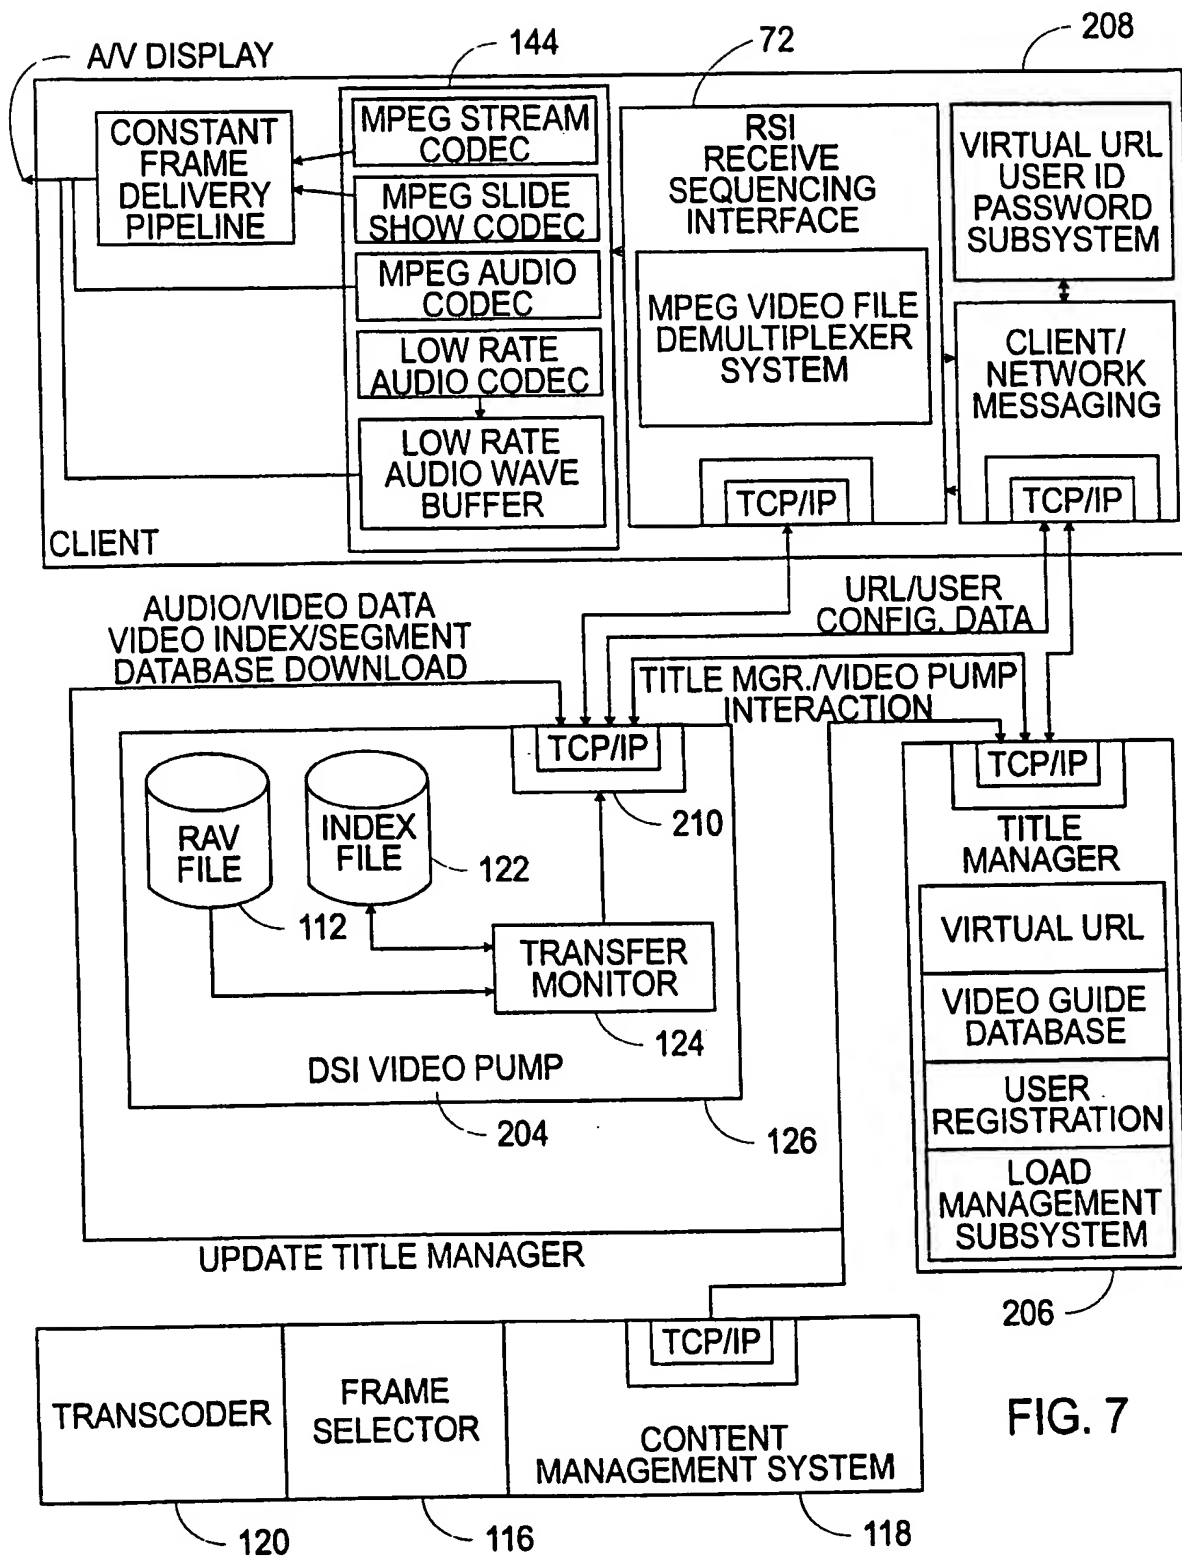 A/V DISPLAY
144
72
208
CONSTANT
FRAME
DELIVERY
PIPELINE
MPEG STREAM
CODEC
MPEG SLIDE
SHOW CODEC
MPEG AUDIO
CODEC
LOW RATE
AUDIO CODEC
LOW RATE
AUDIO WAVE
BUFFER
RSI
RECEIVE
SEQUENCING
INTERFACE
MPEG VIDEO FILE
DEMULTIPLEXER
SYSTEM
TCP/IP
VIRTUAL URL
USER ID
PASSWORD
SUBSYSTEM
CLIENT/
NETWORK
MESSAGING
TCP/IP
CLIENT
AUDIO/VIDEO DATA
VIDEO INDEX/SEGMENT
DATABASE DOWNLOAD
URL/USER
CONFIG. DATA
TITLE MGR./VIDEO PUMP
INTERACTION
TCP/IP
210
RAV
FILE
112
INDEX
FILE
122
TRANSFER
MONITOR
124
DSI VIDEO PUMP
204
126
TCP/IP
TITLE
MANAGER
VIRTUAL URL
VIDEO GUIDE
DATABASE
USER
REGISTRATION
LOAD
MANAGEMENT
SUBSYSTEM
206
UPDATE TITLE MANAGER
TRANSCODER
FRAME
SELECTOR
TCP/IP
CONTENT
MANAGEMENT SYSTEM
120
116
118
FIG. 7